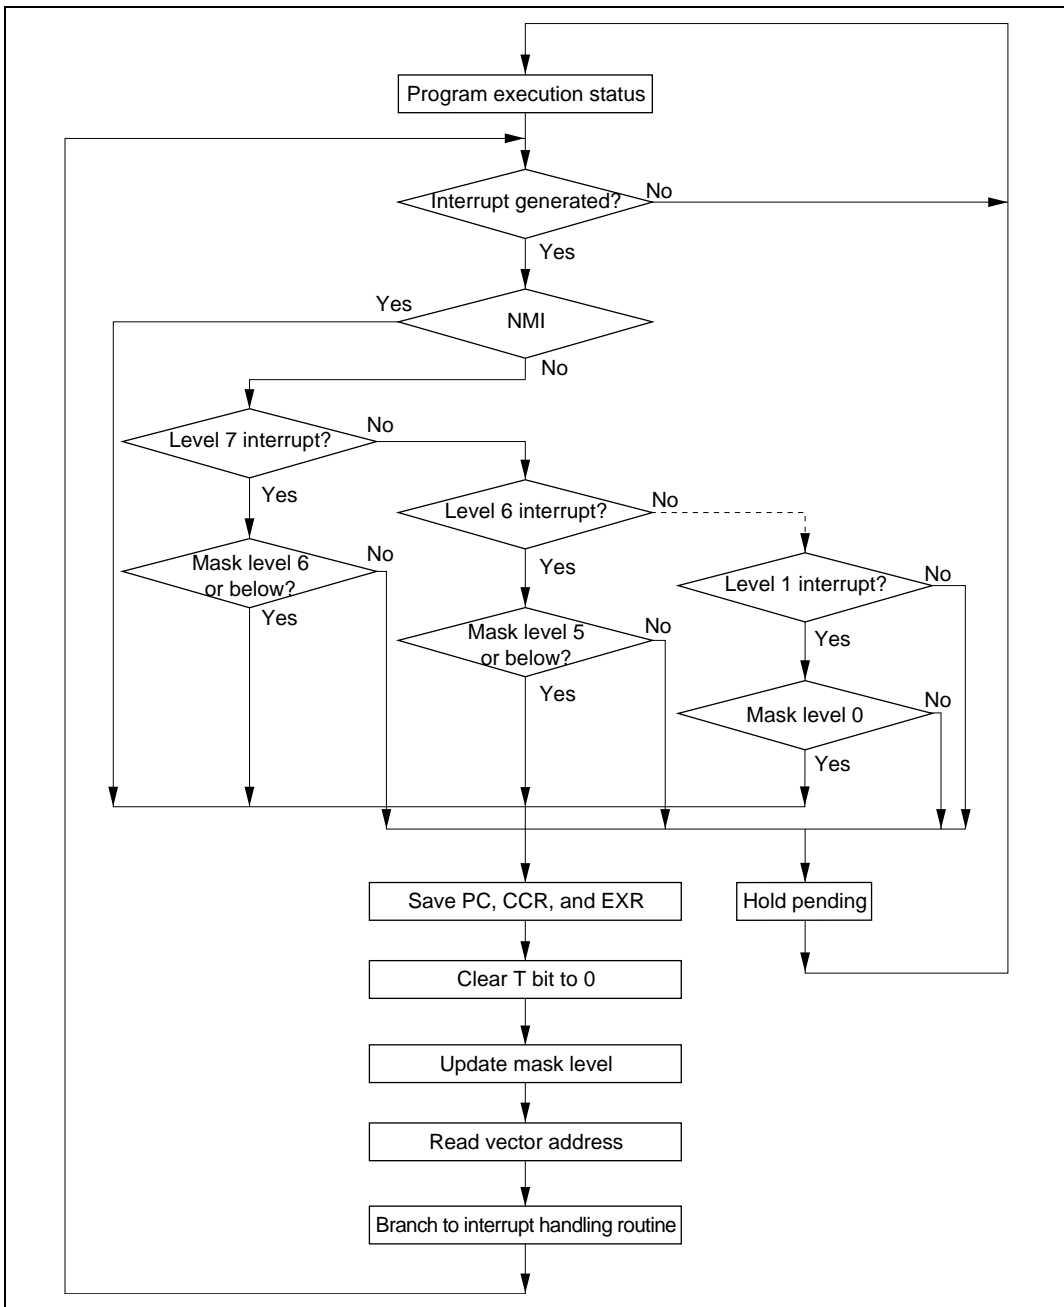 Program execution status
Interrupt generated?
No
Yes
Yes
NMI
No
Level 7 interrupt?
No
Yes
Level 6 interrupt?
No
Mask level 6
or below?
No
Yes
Yes
Level 1 interrupt?
No
Mask level 5
or below?
No
Yes
Yes
Mask level 0
No
Yes
Save PC, CCR, and EXR
Hold pending
Clear T bit to 0
Update mask level
Read vector address
Branch to interrupt handling routine